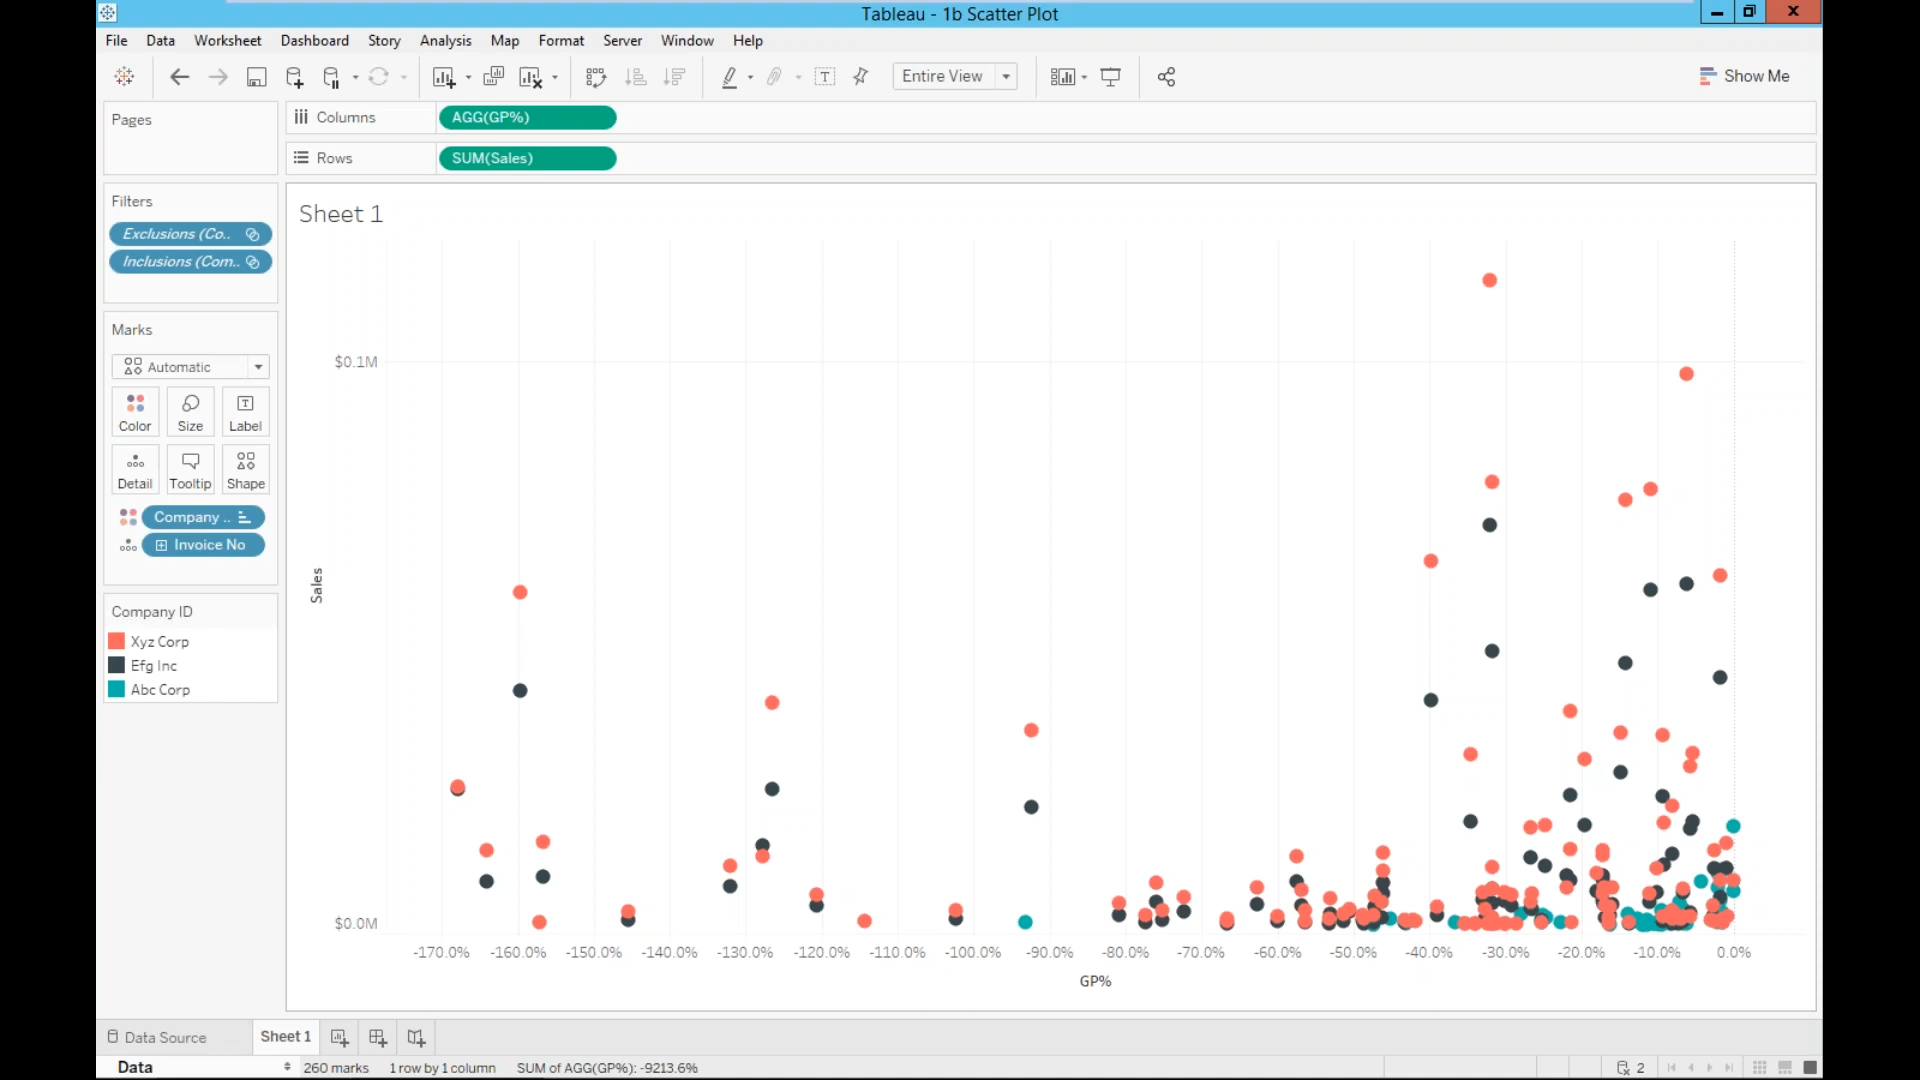 Tableau - 1b Scatter Plot
File Data Worksheet Dashboard Story Analysis Map Format Server Window Help
Entire View
Show Me
Pages
Columns AGG(GP%)
Rows SUM(Sales)
Filters
Exclusions (Co..
Inclusions (Com..
Marks
Automatic
Color Size Label
Detail Tooltip Shape
Company ..
Invoice No
Company ID
Xyz Corp
Efg Inc
Abc Corp
Sheet 1
$0.1M
Sales
$0.0M
-170.0% -160.0% -150.0% -140.0% -130.0% -120.0% -110.0% -100.0% -90.0% -80.0% -70.0% -60.0% -50.0% -40.0% -30.0% -20.0% -10.0% 0.0%
GP%
Data Source Sheet 1
Data 260 marks 1 row by 1 column SUM of AGG(GP%): -9213.6% 2